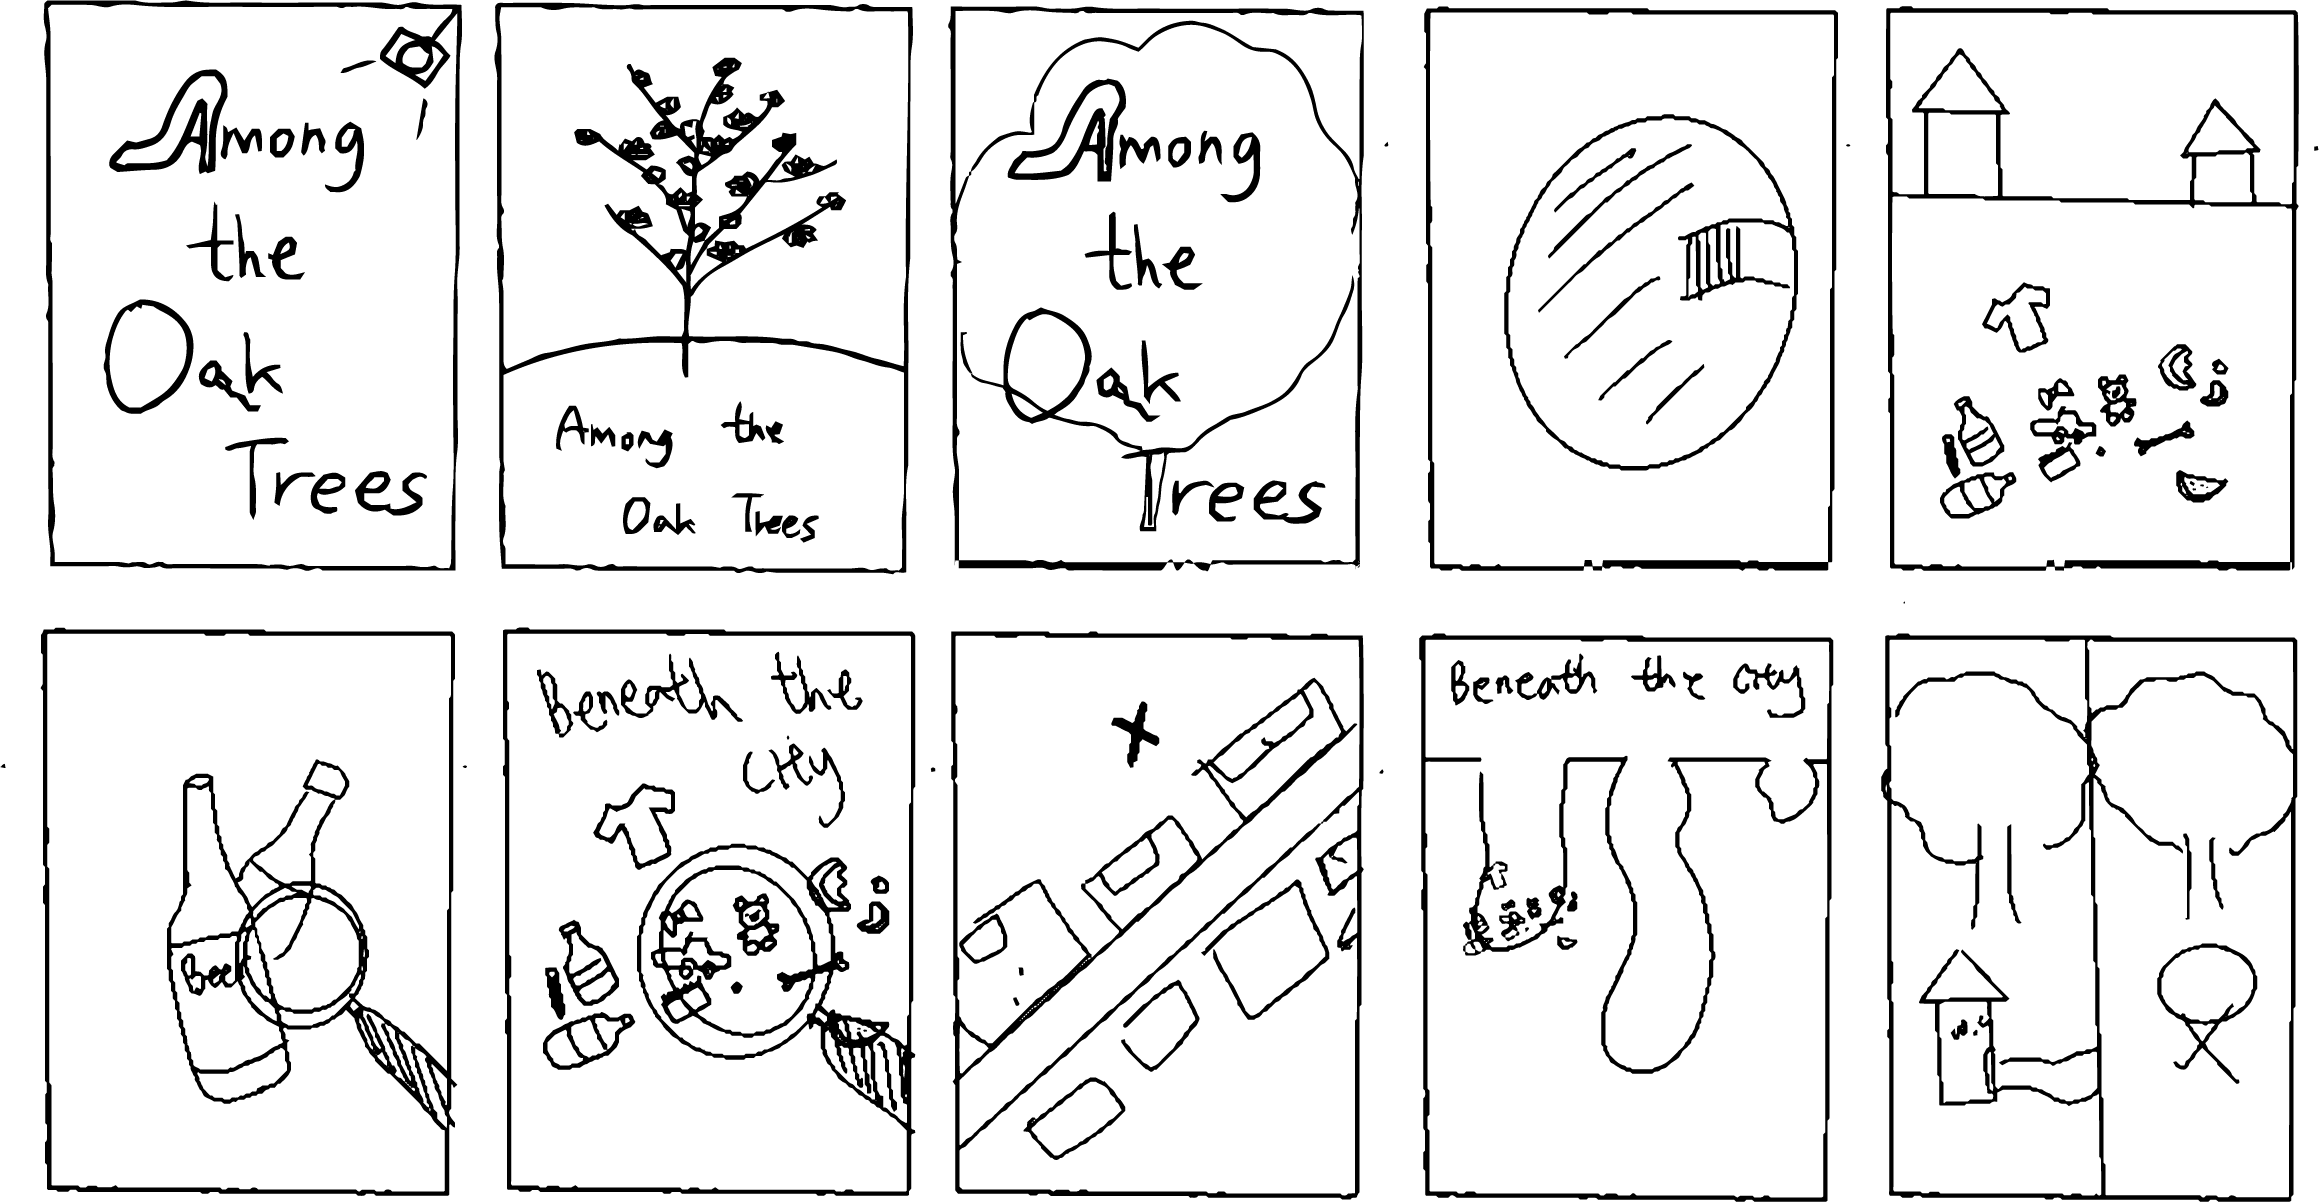 Among
the
Oak
Trees
Among the
Oak Trees
Among
the
Oak
Trees
beer
Beneath the
City
Beneath the City